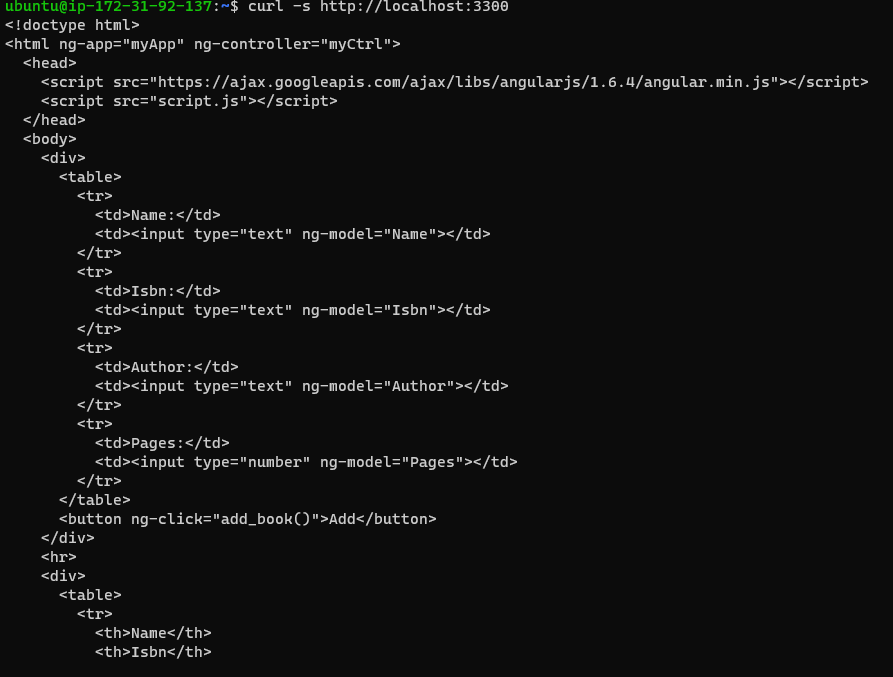 ubuntu@ip-172-31-92-137:~$ curl -s http://localhost:3300
<!doctype html>
<html ng-app="myApp" ng-controller="myCtrl">
  <head>
    <script src="https://ajax.googleapis.com/ajax/libs/angularjs/1.6.4/angular.min.js"></script>
    <script src="script.js"></script>
  </head>
  <body>
    <div>
      <table>
        <tr>
          <td>Name:</td>
          <td><input type="text" ng-model="Name"></td>
        </tr>
        <tr>
          <td>Isbn:</td>
          <td><input type="text" ng-model="Isbn"></td>
        </tr>
        <tr>
          <td>Author:</td>
          <td><input type="text" ng-model="Author"></td>
        </tr>
        <tr>
          <td>Pages:</td>
          <td><input type="number" ng-model="Pages"></td>
        </tr>
      </table>
      <button ng-click="add_book()">Add</button>
    </div>
    <hr>
    <div>
      <table>
        <tr>
          <th>Name</th>
          <th>Isbn</th>